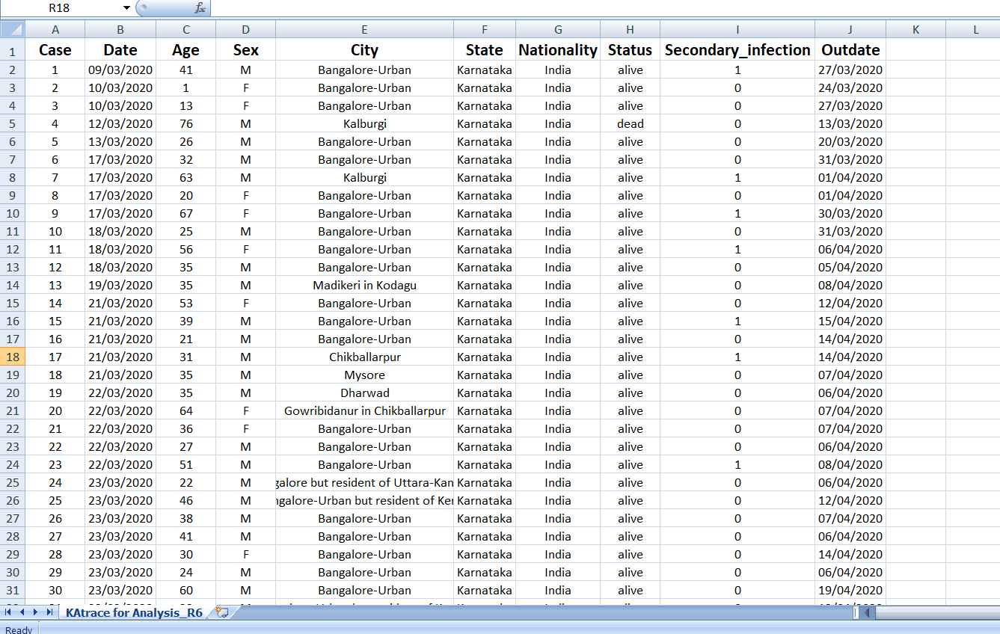 R18 fx
A B C D E F G H I J K L
1 Case Date Age Sex City State Nationality Status Secondary_infection Outdate
2 1 09/03/2020 41 M Bangalore-Urban Karnataka India alive 1 27/03/2020
3 2 10/03/2020 1 F Bangalore-Urban Karnataka India alive 0 24/03/2020
4 3 10/03/2020 13 F Bangalore-Urban Karnataka India alive 0 27/03/2020
5 4 12/03/2020 76 M Kalburgi Karnataka India dead 0 13/03/2020
6 5 13/03/2020 26 M Bangalore-Urban Karnataka India alive 0 20/03/2020
7 6 17/03/2020 32 M Bangalore-Urban Karnataka India alive 0 31/03/2020
8 7 17/03/2020 63 M Kalburgi Karnataka India alive 1 01/04/2020
9 8 17/03/2020 20 F Bangalore-Urban Karnataka India alive 0 01/04/2020
10 9 17/03/2020 67 F Bangalore-Urban Karnataka India alive 1 30/03/2020
11 10 18/03/2020 25 M Bangalore-Urban Karnataka India alive 0 31/03/2020
12 11 18/03/2020 56 F Bangalore-Urban Karnataka India alive 1 06/04/2020
13 12 18/03/2020 35 M Bangalore-Urban Karnataka India alive 0 05/04/2020
14 13 19/03/2020 35 M Madikeri in Kodagu Karnataka India alive 0 08/04/2020
15 14 21/03/2020 53 F Bangalore-Urban Karnataka India alive 0 12/04/2020
16 15 21/03/2020 39 M Bangalore-Urban Karnataka India alive 1 15/04/2020
17 16 21/03/2020 21 M Bangalore-Urban Karnataka India alive 0 14/04/2020
18 17 21/03/2020 31 M Chikballarpur Karnataka India alive 1 14/04/2020
19 18 21/03/2020 35 M Mysore Karnataka India alive 0 07/04/2020
20 19 22/03/2020 35 M Dharwad Karnataka India alive 0 06/04/2020
21 20 22/03/2020 64 F Gowribidanur in Chikballarpur Karnataka India alive 0 07/04/2020
22 21 22/03/2020 36 F Bangalore-Urban Karnataka India alive 0 07/04/2020
23 22 22/03/2020 27 M Bangalore-Urban Karnataka India alive 0 06/04/2020
24 23 22/03/2020 51 M Bangalore-Urban Karnataka India alive 1 08/04/2020
25 24 23/03/2020 22 M galore but resident of Uttara-Kan Karnataka India alive 0 06/04/2020
26 25 23/03/2020 46 M ngalore-Urban but resident of Ker Karnataka India alive 0 12/04/2020
27 26 23/03/2020 38 M Bangalore-Urban Karnataka India alive 0 07/04/2020
28 27 23/03/2020 41 M Bangalore-Urban Karnataka India alive 0 06/04/2020
29 28 23/03/2020 30 F Bangalore-Urban Karnataka India alive 0 14/04/2020
30 29 23/03/2020 24 M Bangalore-Urban Karnataka India alive 0 06/04/2020
31 30 23/03/2020 60 M Bangalore-Urban Karnataka India alive 0 19/04/2020
KAtrace for Analysis_R6
Ready